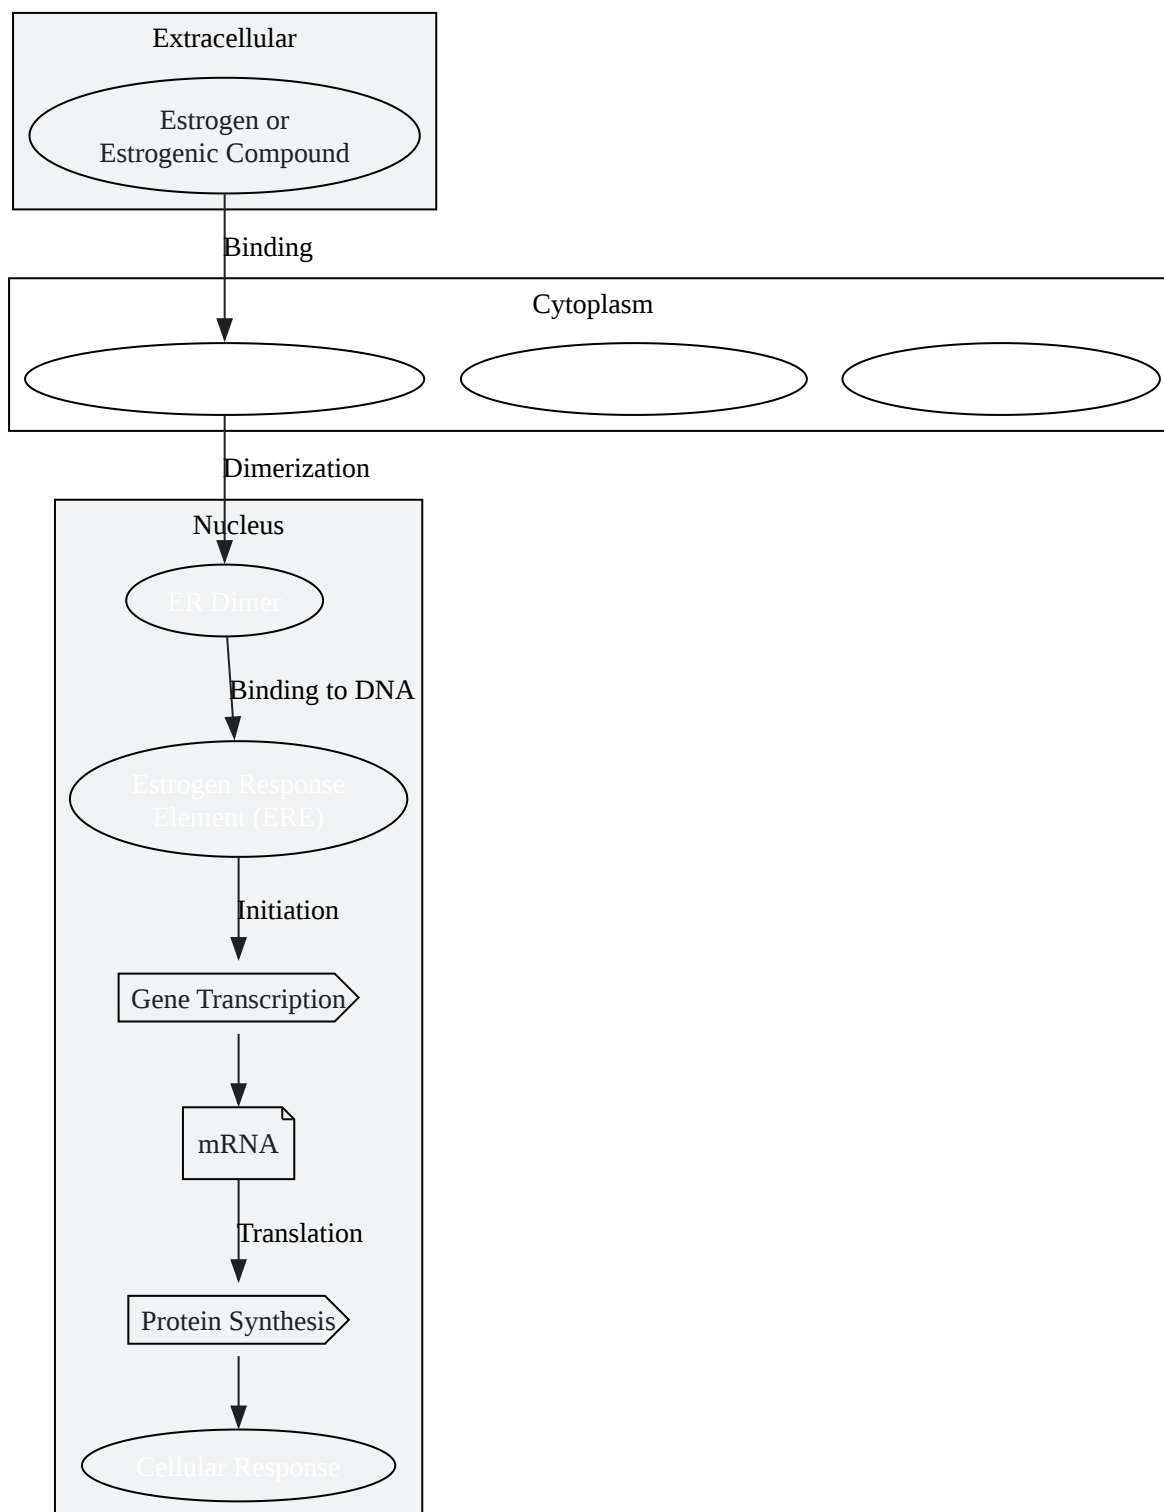 Extracellular
Estrogen or
Estrogenic Compound
Binding
Cytoplasm
Dimerization
Nucleus
ER Dimer
Binding to DNA
Estrogen Response
Element (ERE)
Initiation
Gene Transcription
mRNA
Translation
Protein Synthesis
Cellular Response